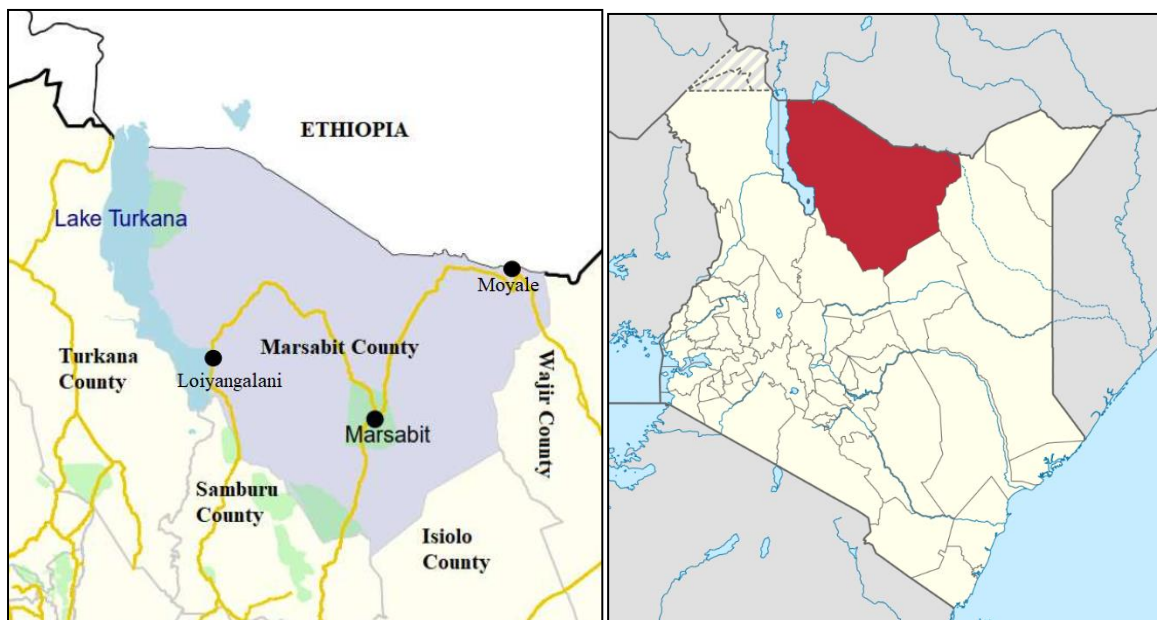 ETHIOPIA
Lake Turkana
Moyale
Turkana
County
Loiyangalani
Marsabit County
Wajir County
Marsabit
Samburu
County
Isiolo
County